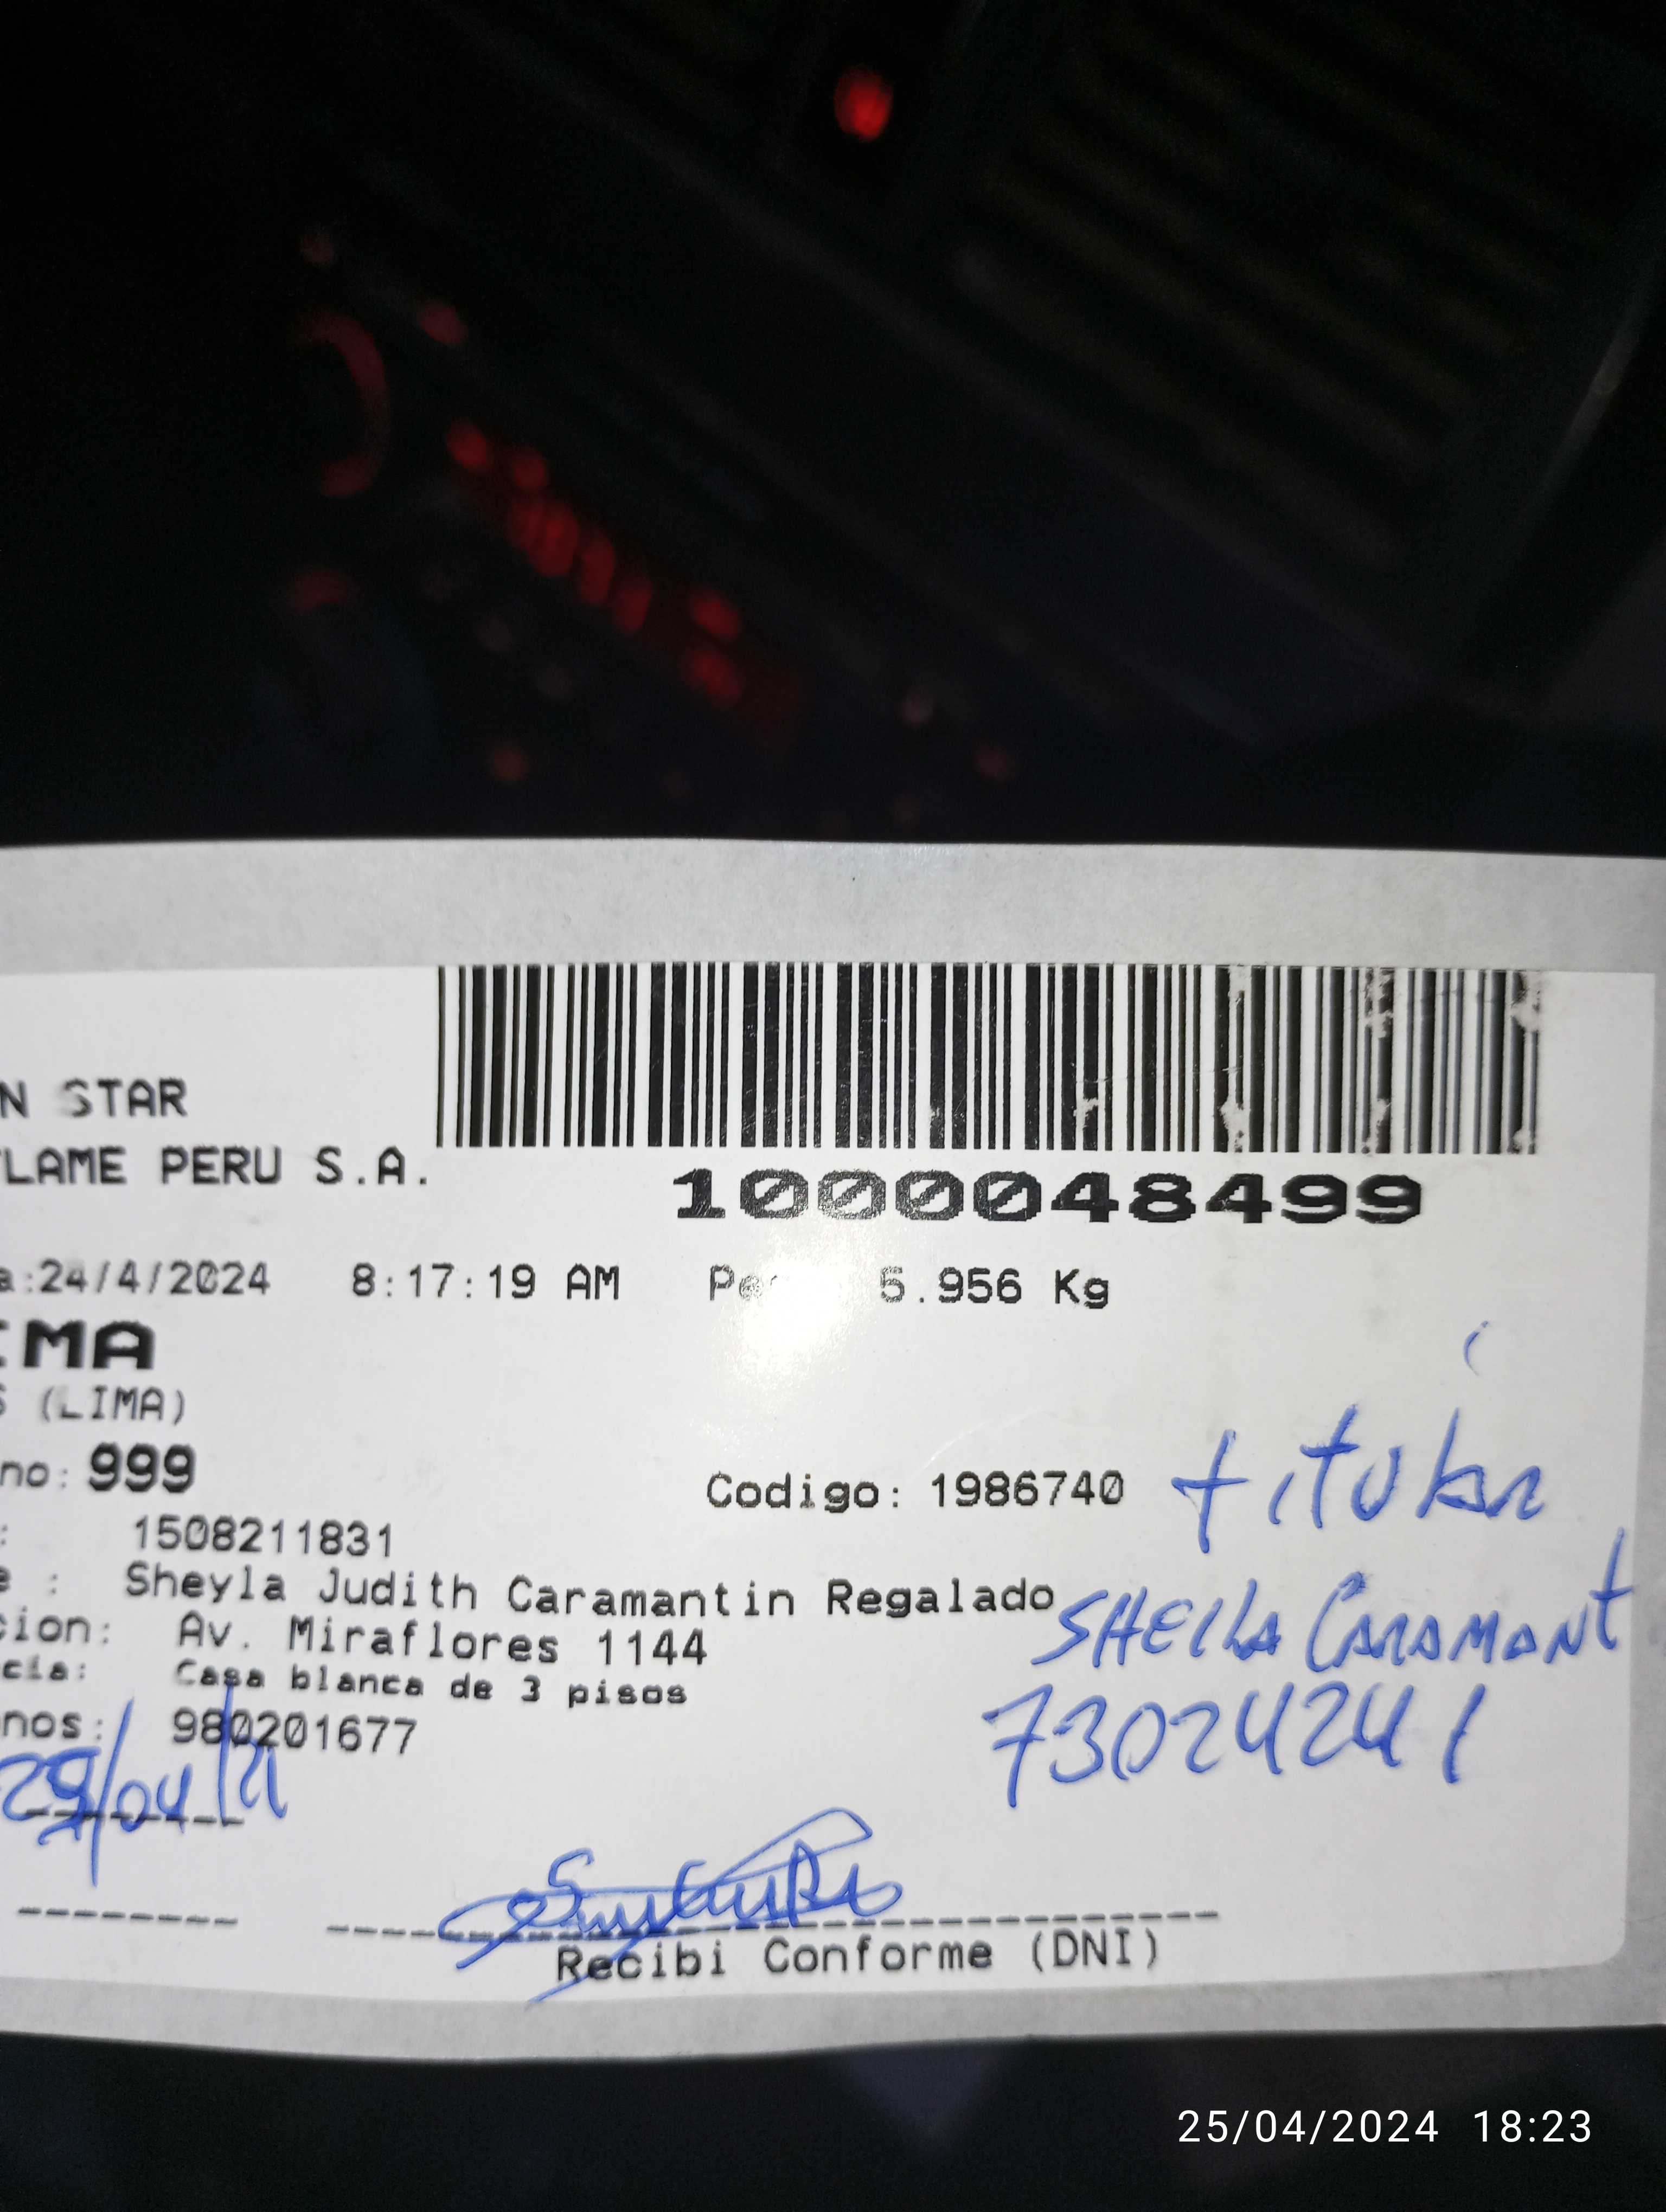 N STAR
LAME PERU S.A.
1000048499
a:24/4/2024 8:17:19 AM Pe 5.956 Kg
IMA
S (LIMA)
no: 999
Codigo: 1986740 titular
: 1508211831
e : Sheyla Judith Caramantin Regalado
SHEILA CARAMANT
cion: Av. Miraflores 1144
cia: Casa blanca de 3 pisos
73024241
nos: 980201677
Recibi Conforme (DNI)
25/04/2024 18:23